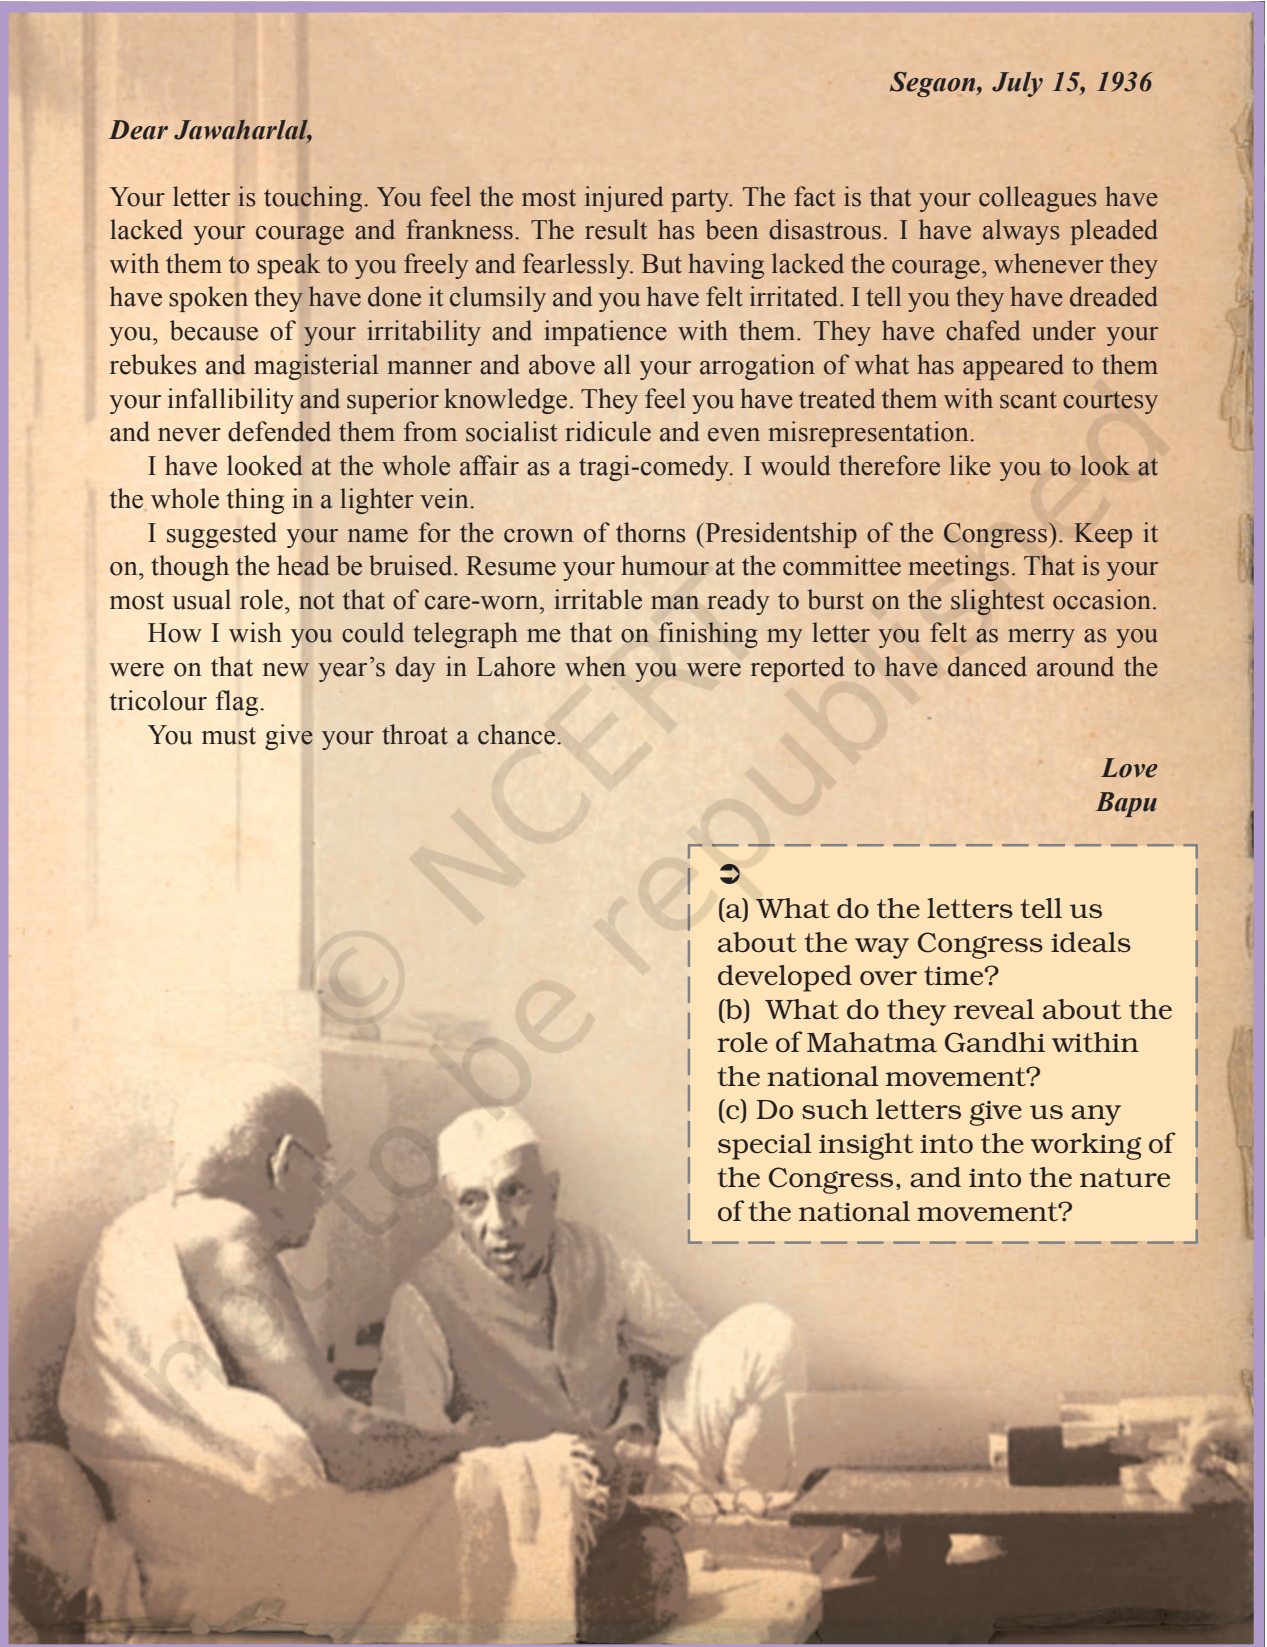 Segaon, July 15, 1936
Dear Jawaharlal,
Your letter is touching. You feel the most injured party. The fact is that your colleagues have
lacked your courage and frankness. The result has been disastrous. I have always pleaded
with them to speak to you freely and fearlessly. But having lacked the courage, whenever they
have spoken they have done it clumsily and you have felt irritated. I tell you they have dreaded
you, because of your irritability and impatience with them. They have chafed under your
rebukes and magisterial manner and above all your arrogation of what has appeared to them
your infallibility and superior knowledge. They feel you have treated them with scant courtesy
and never defended them from socialist ridicule and even misrepresentation.
I have looked at the whole affair as a tragi-comedy. I would therefore like you to look at
the whole thing in a lighter vein.
I suggested your name for the crown of thorns (Presidentship of the Congress). Keep it
on, though the head be bruised. Resume your humour at the committee meetings. That is your
most usual role, not that of care-worn, irritable man ready to burst on the slightest occasion.
How I wish you could telegraph me that on finishing my letter you felt as merry as you
were on that new year’s day in Lahore when you were reported to have danced around the
tricolour flag.
You must give your throat a chance.
Love
Bapu
➲
(a) What do the letters tell us
about the way Congress ideals
developed over time?
(b) What do they reveal about the
role of Mahatma Gandhi within
the national movement?
(c) Do such letters give us any
special insight into the working of
the Congress, and into the nature
of the national movement?
© NCERT
not to be republished